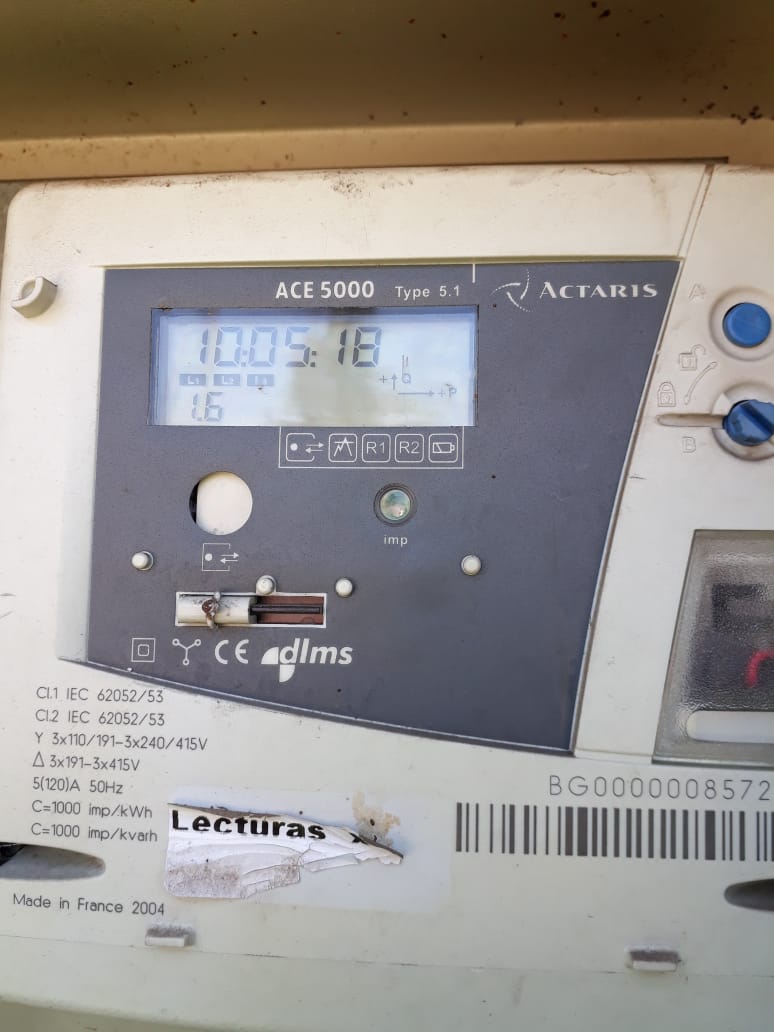 ACE 5000 Type 5.1 ACTARIS
10:05:18
L1 L2 L3
+ Q
+P
1.6
R1 R2
A
B
imp
CE dlms
Cl.1 IEC 62052/53
Cl.2 IEC 62052/53
Y 3x110/191-3x240/415V
Δ 3x191-3x415V
5(120)A 50Hz
C=1000 imp/kWh
C=1000 imp/kvarh
BG0000008572
Lecturas
Made in France 2004